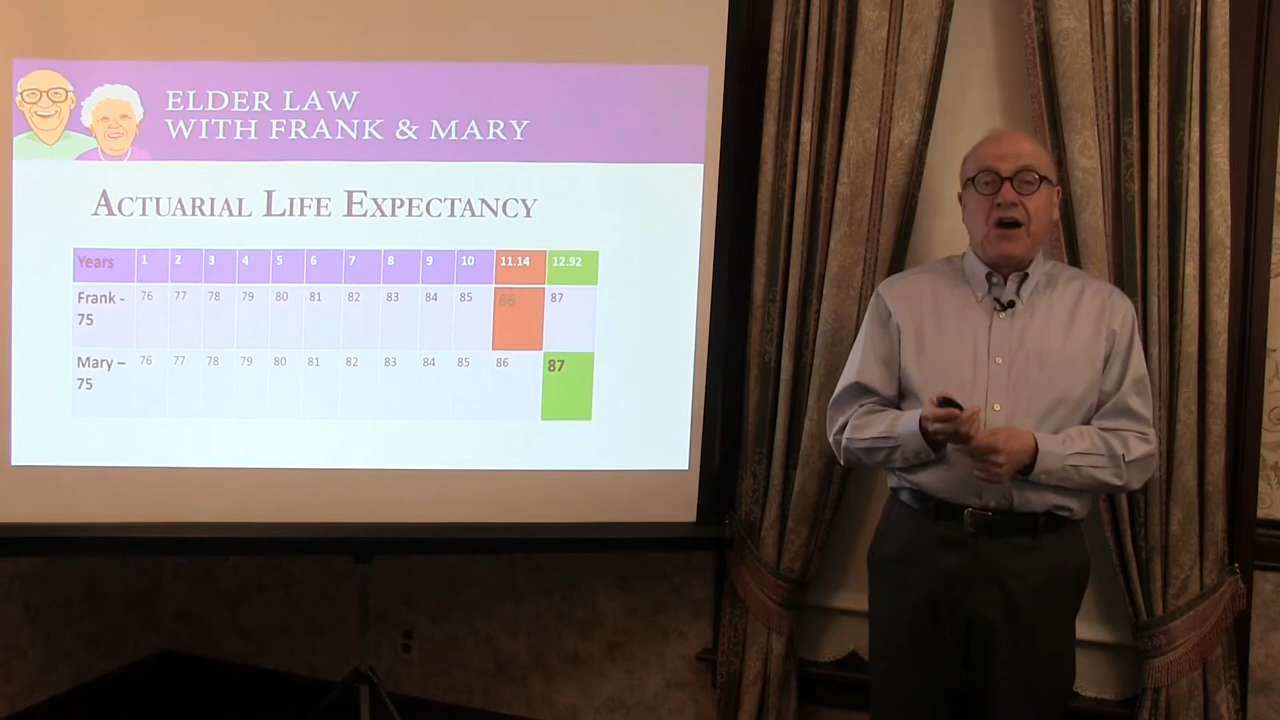 ELDER LAW
WITH FRANK & MARY
ACTUARIAL LIFE EXPECTANCY
Years 1 2 3 4 5 6 7 8 9 10 11.14 12.92
Frank - 75 76 77 78 79 80 81 82 83 84 85 86 87
Mary – 75 76 77 78 79 80 81 82 83 84 85 86 87